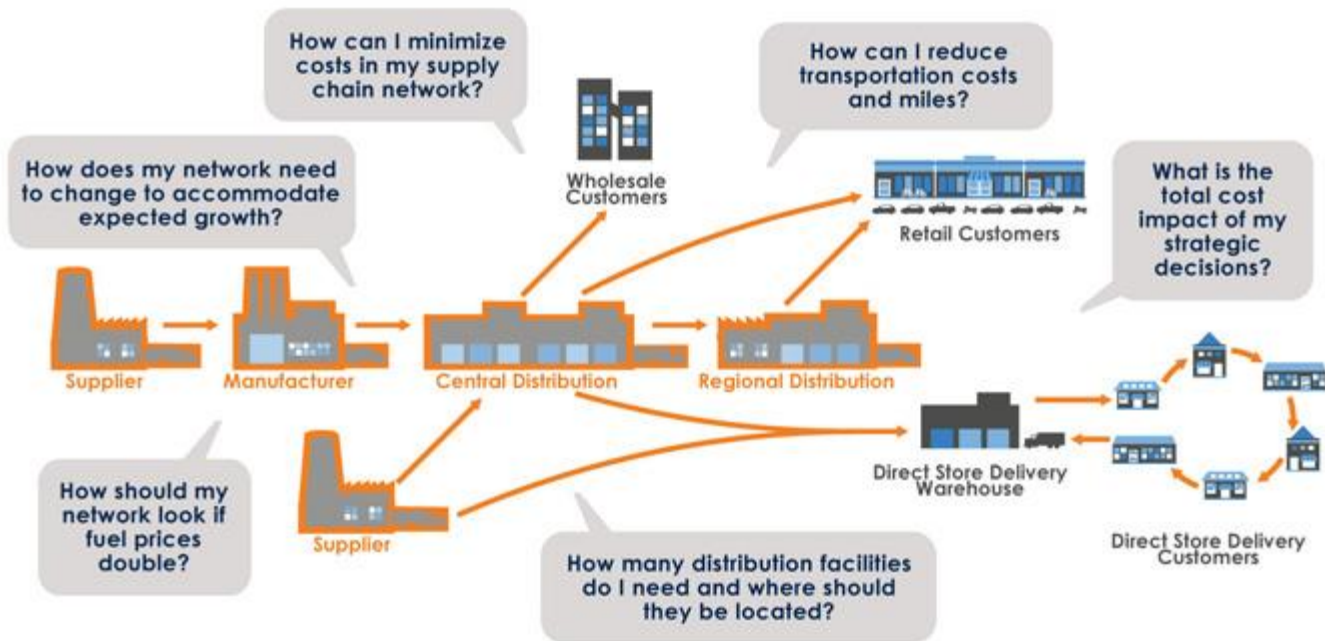 How can I minimize
costs in my supply
chain network?
How can I reduce
transportation costs
and miles?
How does my network need
to change to accommodate
expected growth?
Wholesale
Customers
What is the
total cost
impact of my
strategic
decisions?
Retail Customers
Supplier
Manufacturer
Central Distribution
Regional Distribution
How should my
network look if
fuel prices
double?
Supplier
Direct Store Delivery
Warehouse
How many distribution facilities
do I need and where should
they be located?
Direct Store Delivery
Customers